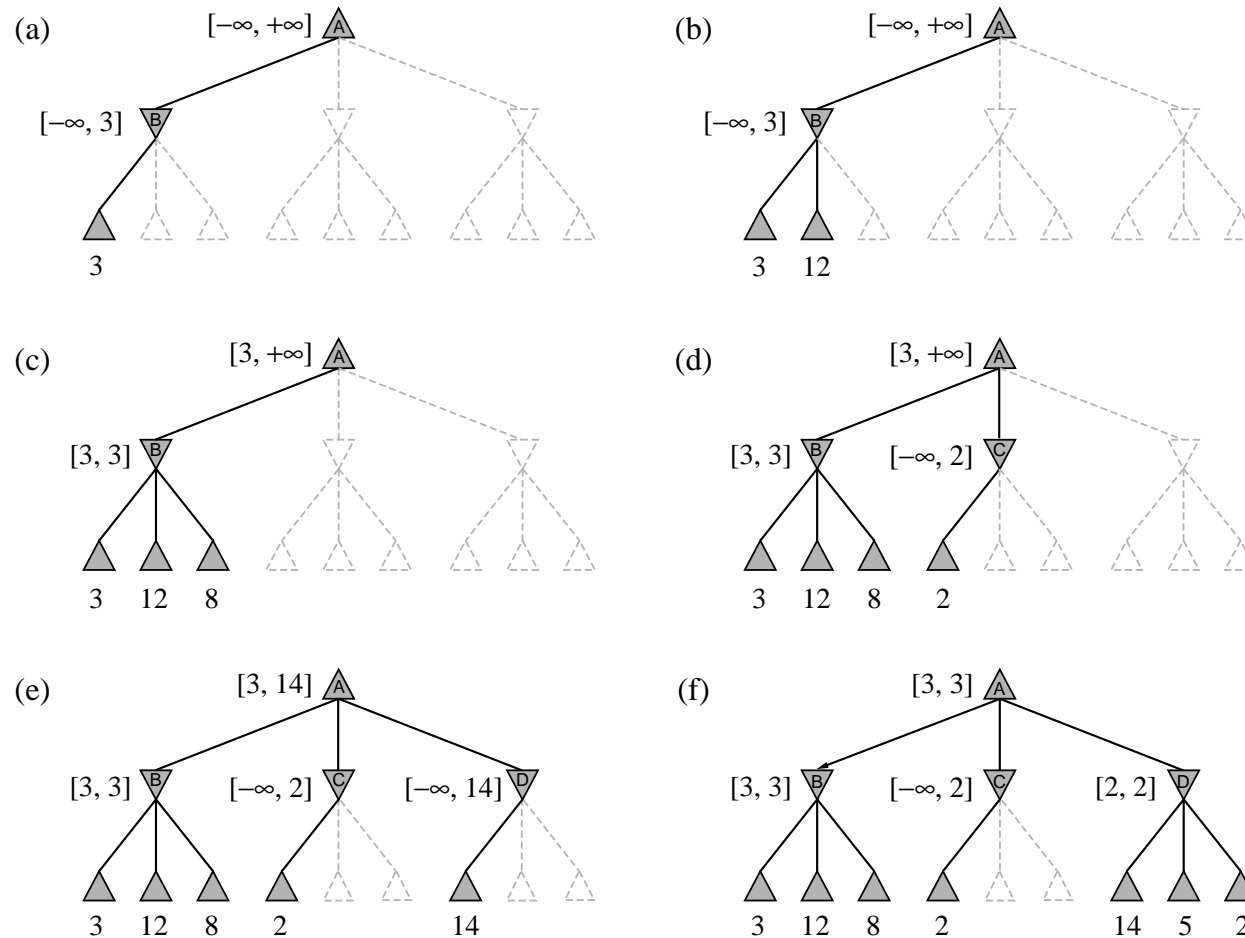 (a) [−∞, +∞] A (b) [−∞, +∞] A
[−∞, 3] B [−∞, 3] B
3 3 12
(c) [3, +∞] A (d) [3, +∞] A
[3, 3] B [3, 3] B [−∞, 2] C
3 12 8 3 12 8 2
(e) [3, 14] A (f) [3, 3] A
[3, 3] B [−∞, 2] C [−∞, 14] D [3, 3] B [−∞, 2] C [2, 2] D
3 12 8 2 14 3 12 8 2 14 5 2